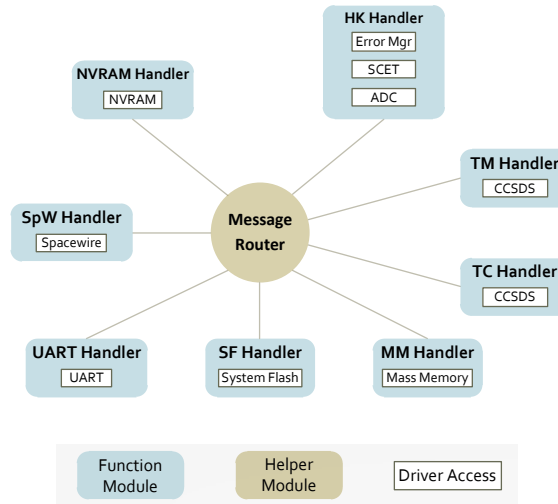 HK Handler
Error Mgr
SCET
ADC
NVRAM Handler
NVRAM
TM Handler
CCSDS
SpW Handler
Spacewire
Message
Router
TC Handler
CCSDS
UART Handler
UART
SF Handler
System Flash
MM Handler
Mass Memory
Function
Module
Helper
Module
Driver Access